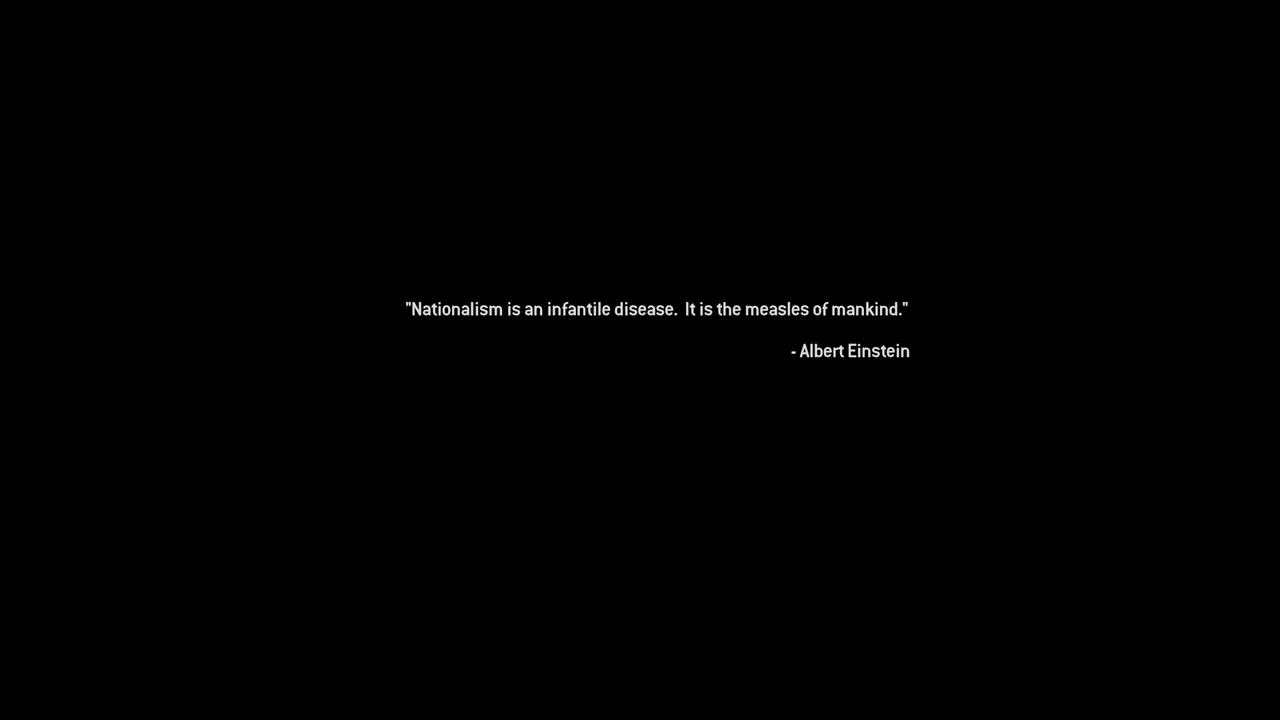 "Nationalism is an infantile disease.  It is the measles of mankind."
- Albert Einstein